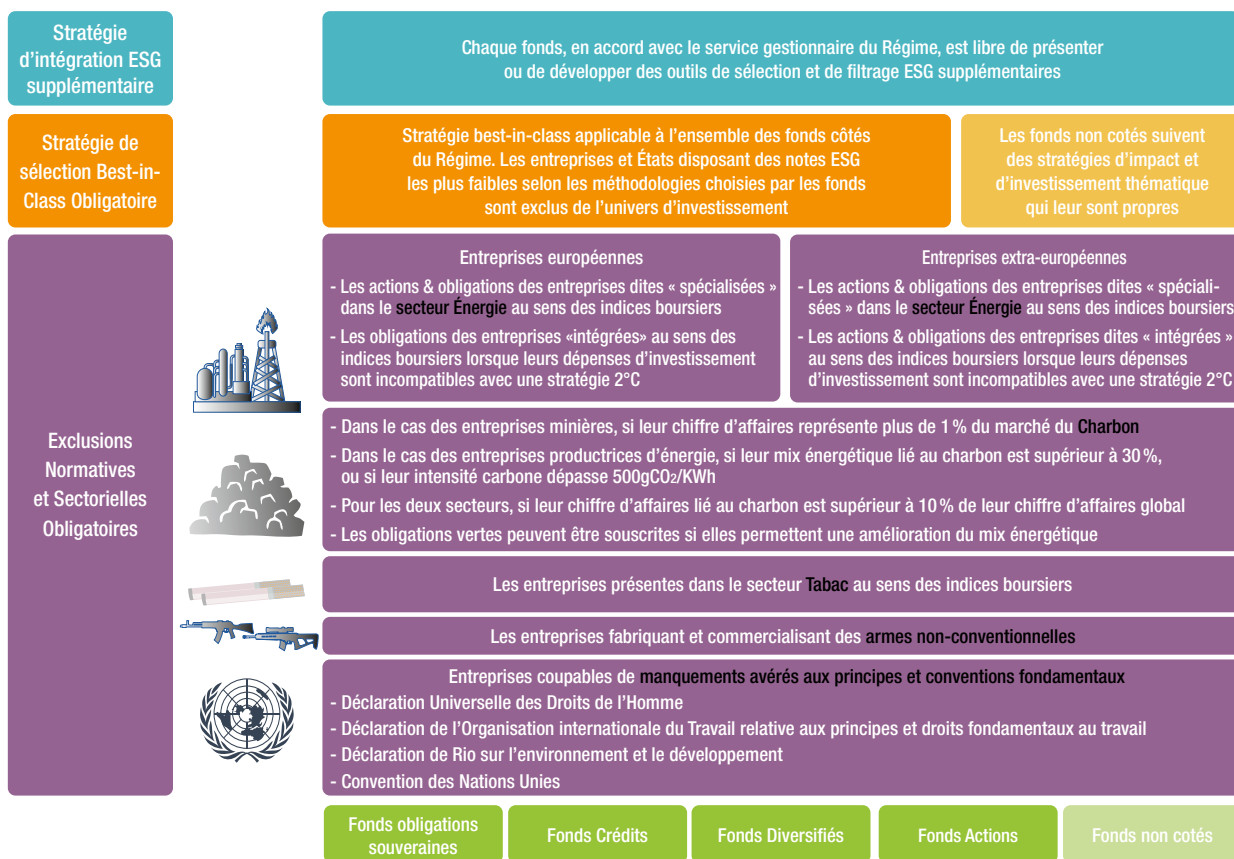 Stratégie
d'intégration ESG
supplémentaire
Chaque fonds, en accord avec le service gestionnaire du Régime, est libre de présenter
ou de développer des outils de sélection et de filtrage ESG supplémentaires
Stratégie de
sélection Best-in-
Class Obligatoire
Stratégie best-in-class applicable à l'ensemble des fonds côtés
du Régime. Les entreprises et États disposant des notes ESG
les plus faibles selon les méthodologies choisies par les fonds
sont exclus de l'univers d'investissement
Les fonds non cotés suivent
des stratégies d'impact et
d'investissement thématique
qui leur sont propres
Exclusions
Normatives
et Sectorielles
Obligatoires
Entreprises européennes
- Les actions & obligations des entreprises dites « spécialisées »
dans le secteur Énergie au sens des indices boursiers
- Les obligations des entreprises «intégrées» au sens des
indices boursiers lorsque leurs dépenses d'investissement
sont incompatibles avec une stratégie 2°C
Entreprises extra-européennes
- Les actions & obligations des entreprises dites « spéciali-
sées » dans le secteur Énergie au sens des indices boursiers
- Les actions & obligations des entreprises dites « intégrées »
au sens des indices boursiers lorsque leurs dépenses
d'investissement sont incompatibles avec une stratégie 2°C
- Dans le cas des entreprises minières, si leur chiffre d'affaires représente plus de 1 % du marché du Charbon
- Dans le cas des entreprises productrices d'énergie, si leur mix énergétique lié au charbon est supérieur à 30 %,
ou si leur intensité carbone dépasse 500gCO2/KWh
- Pour les deux secteurs, si leur chiffre d'affaires lié au charbon est supérieur à 10 % de leur chiffre d'affaires global
- Les obligations vertes peuvent être souscrites si elles permettent une amélioration du mix énergétique
Les entreprises présentes dans le secteur Tabac au sens des indices boursiers
Les entreprises fabriquant et commercialisant des armes non-conventionnelles
Entreprises coupables de manquements avérés aux principes et conventions fondamentaux
- Déclaration Universelle des Droits de l'Homme
- Déclaration de l'Organisation internationale du Travail relative aux principes et droits fondamentaux au travail
- Déclaration de Rio sur l'environnement et le développement
- Convention des Nations Unies
Fonds obligations
souveraines
Fonds Crédits
Fonds Diversifiés
Fonds Actions
Fonds non cotés